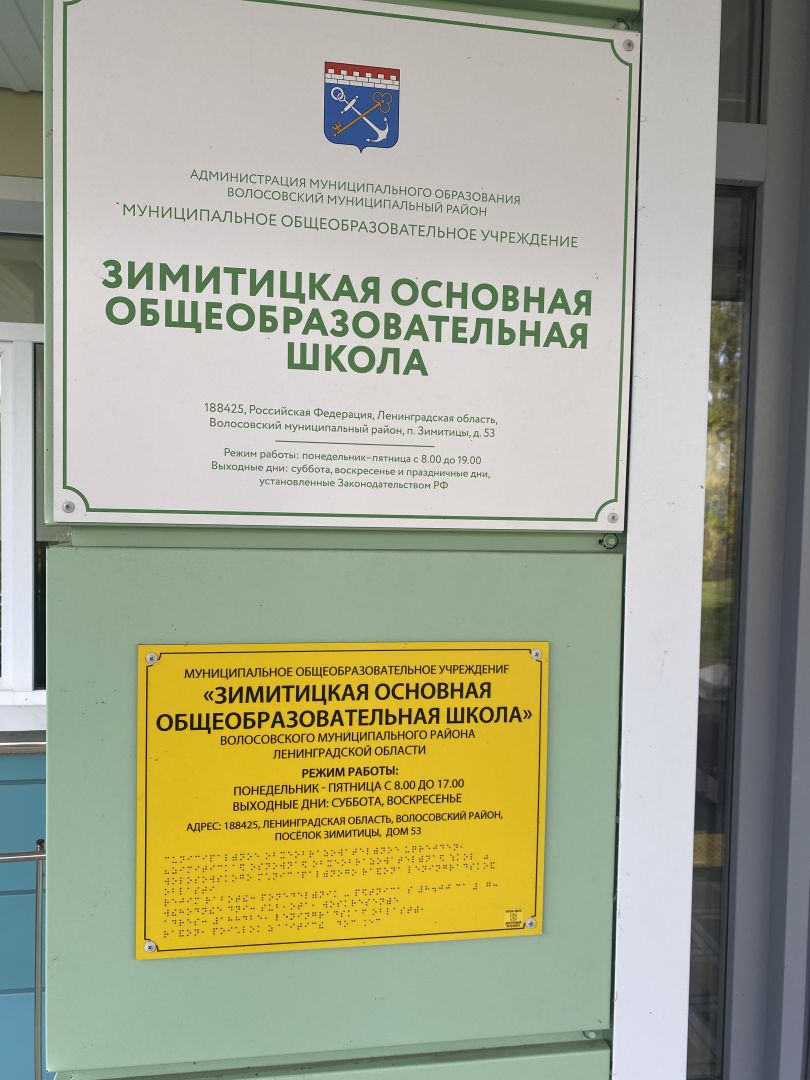 АДМИНИСТРАЦИЯ МУНИЦИПАЛЬНОГО ОБРАЗОВАНИЯ
ВОЛОСОВСКИЙ МУНИЦИПАЛЬНЫЙ РАЙОН
МУНИЦИПАЛЬНОЕ ОБЩЕОБРАЗОВАТЕЛЬНОЕ УЧРЕЖДЕНИЕ
ЗИМИТИЦКАЯ ОСНОВНАЯ
ОБЩЕОБРАЗОВАТЕЛЬНАЯ
ШКОЛА
188425, Российская Федерация, Ленинградская область,
Волосовский муниципальный район, п. Зимитицы, д. 53
Режим работы: понедельник–пятница с 8.00 до 19.00
Выходные дни: суббота, воскресенье и праздничные дни,
установленные Законодательством РФ
МУНИЦИПАЛЬНОЕ ОБЩЕОБРАЗОВАТЕЛЬНОЕ УЧРЕЖДЕНИЕ
«ЗИМИТИЦКАЯ ОСНОВНАЯ
ОБЩЕОБРАЗОВАТЕЛЬНАЯ ШКОЛА»
ВОЛОСОВСКОГО МУНИЦИПАЛЬНОГО РАЙОНА
ЛЕНИНГРАДСКОЙ ОБЛАСТИ
РЕЖИМ РАБОТЫ:
ПОНЕДЕЛЬНИК - ПЯТНИЦА С 8.00 ДО 17.00
ВЫХОДНЫЕ ДНИ: СУББОТА, ВОСКРЕСЕНЬЕ
АДРЕС: 188425, ЛЕНИНГРАДСКАЯ ОБЛАСТЬ, ВОЛОСОВСКИЙ РАЙОН,
ПОСЁЛОК ЗИМИТИЦЫ, ДОМ 53